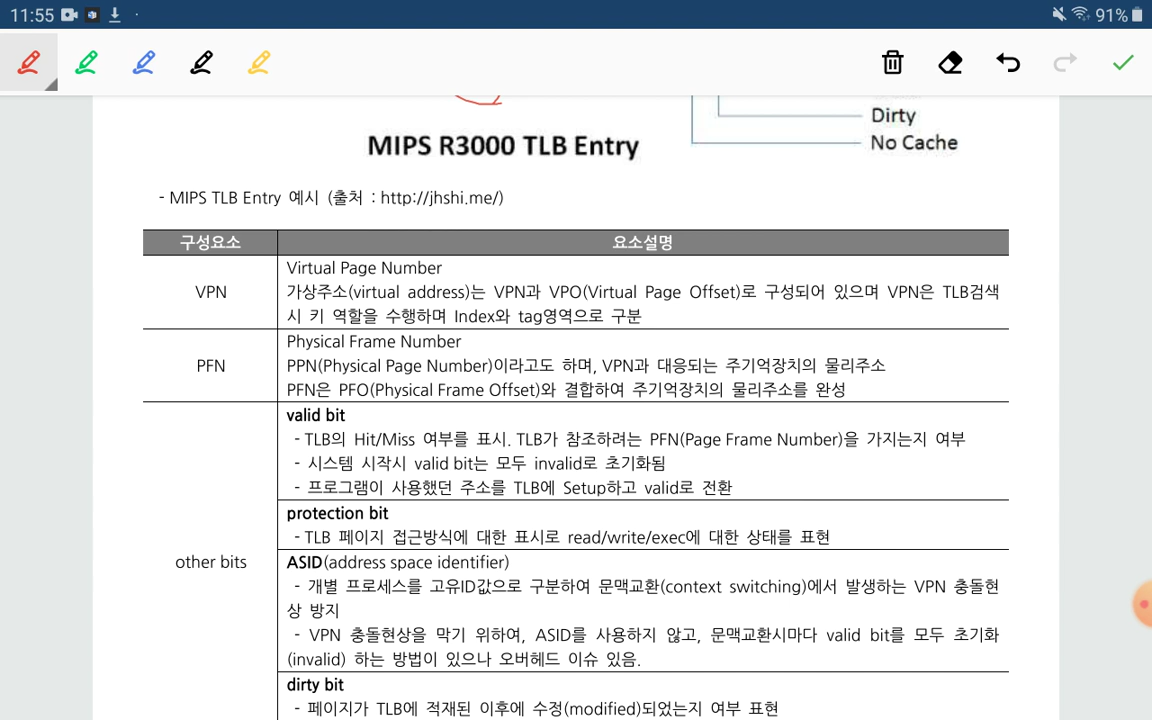 11:55
91%
Dirty
No Cache
MIPS R3000 TLB Entry
- MIPS TLB Entry 예시 (출처 : http://jhshi.me/)
구성요소 요소설명
VPN
Virtual Page Number
가상주소(virtual address)는 VPN과 VPO(Virtual Page Offset)로 구성되어 있으며 VPN은 TLB검색
시 키 역할을 수행하며 Index와 tag영역으로 구분
PFN
Physical Frame Number
PPN(Physical Page Number)이라고도 하며, VPN과 대응되는 주기억장치의 물리주소
PFN은 PFO(Physical Frame Offset)와 결합하여 주기억장치의 물리주소를 완성
other bits
valid bit
- TLB의 Hit/Miss 여부를 표시. TLB가 참조하려는 PFN(Page Frame Number)을 가지는지 여부
- 시스템 시작시 valid bit는 모두 invalid로 초기화됨
- 프로그램이 사용했던 주소를 TLB에 Setup하고 valid로 전환
protection bit
- TLB 페이지 접근방식에 대한 표시로 read/write/exec에 대한 상태를 표현
ASID(address space identifier)
- 개별 프로세스를 고유ID값으로 구분하여 문맥교환(context switching)에서 발생하는 VPN 충돌현
상 방지
- VPN 충돌현상을 막기 위하여, ASID를 사용하지 않고, 문맥교환시마다 valid bit를 모두 초기화
(invalid) 하는 방법이 있으나 오버헤드 이슈 있음.
dirty bit
- 페이지가 TLB에 적재된 이후에 수정(modified)되었는지 여부 표현